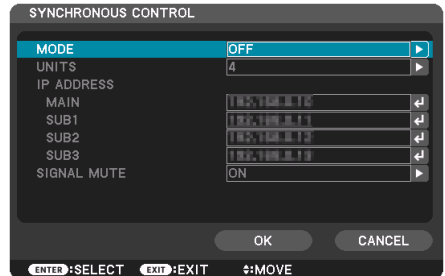 SYNCHRONOUS CONTROL
MODE OFF
UNITS 4
IP ADDRESS
MAIN
SUB1
SUB2
SUB3
SIGNAL MUTE ON
OK CANCEL
ENTER:SELECT EXIT:EXIT :MOVE